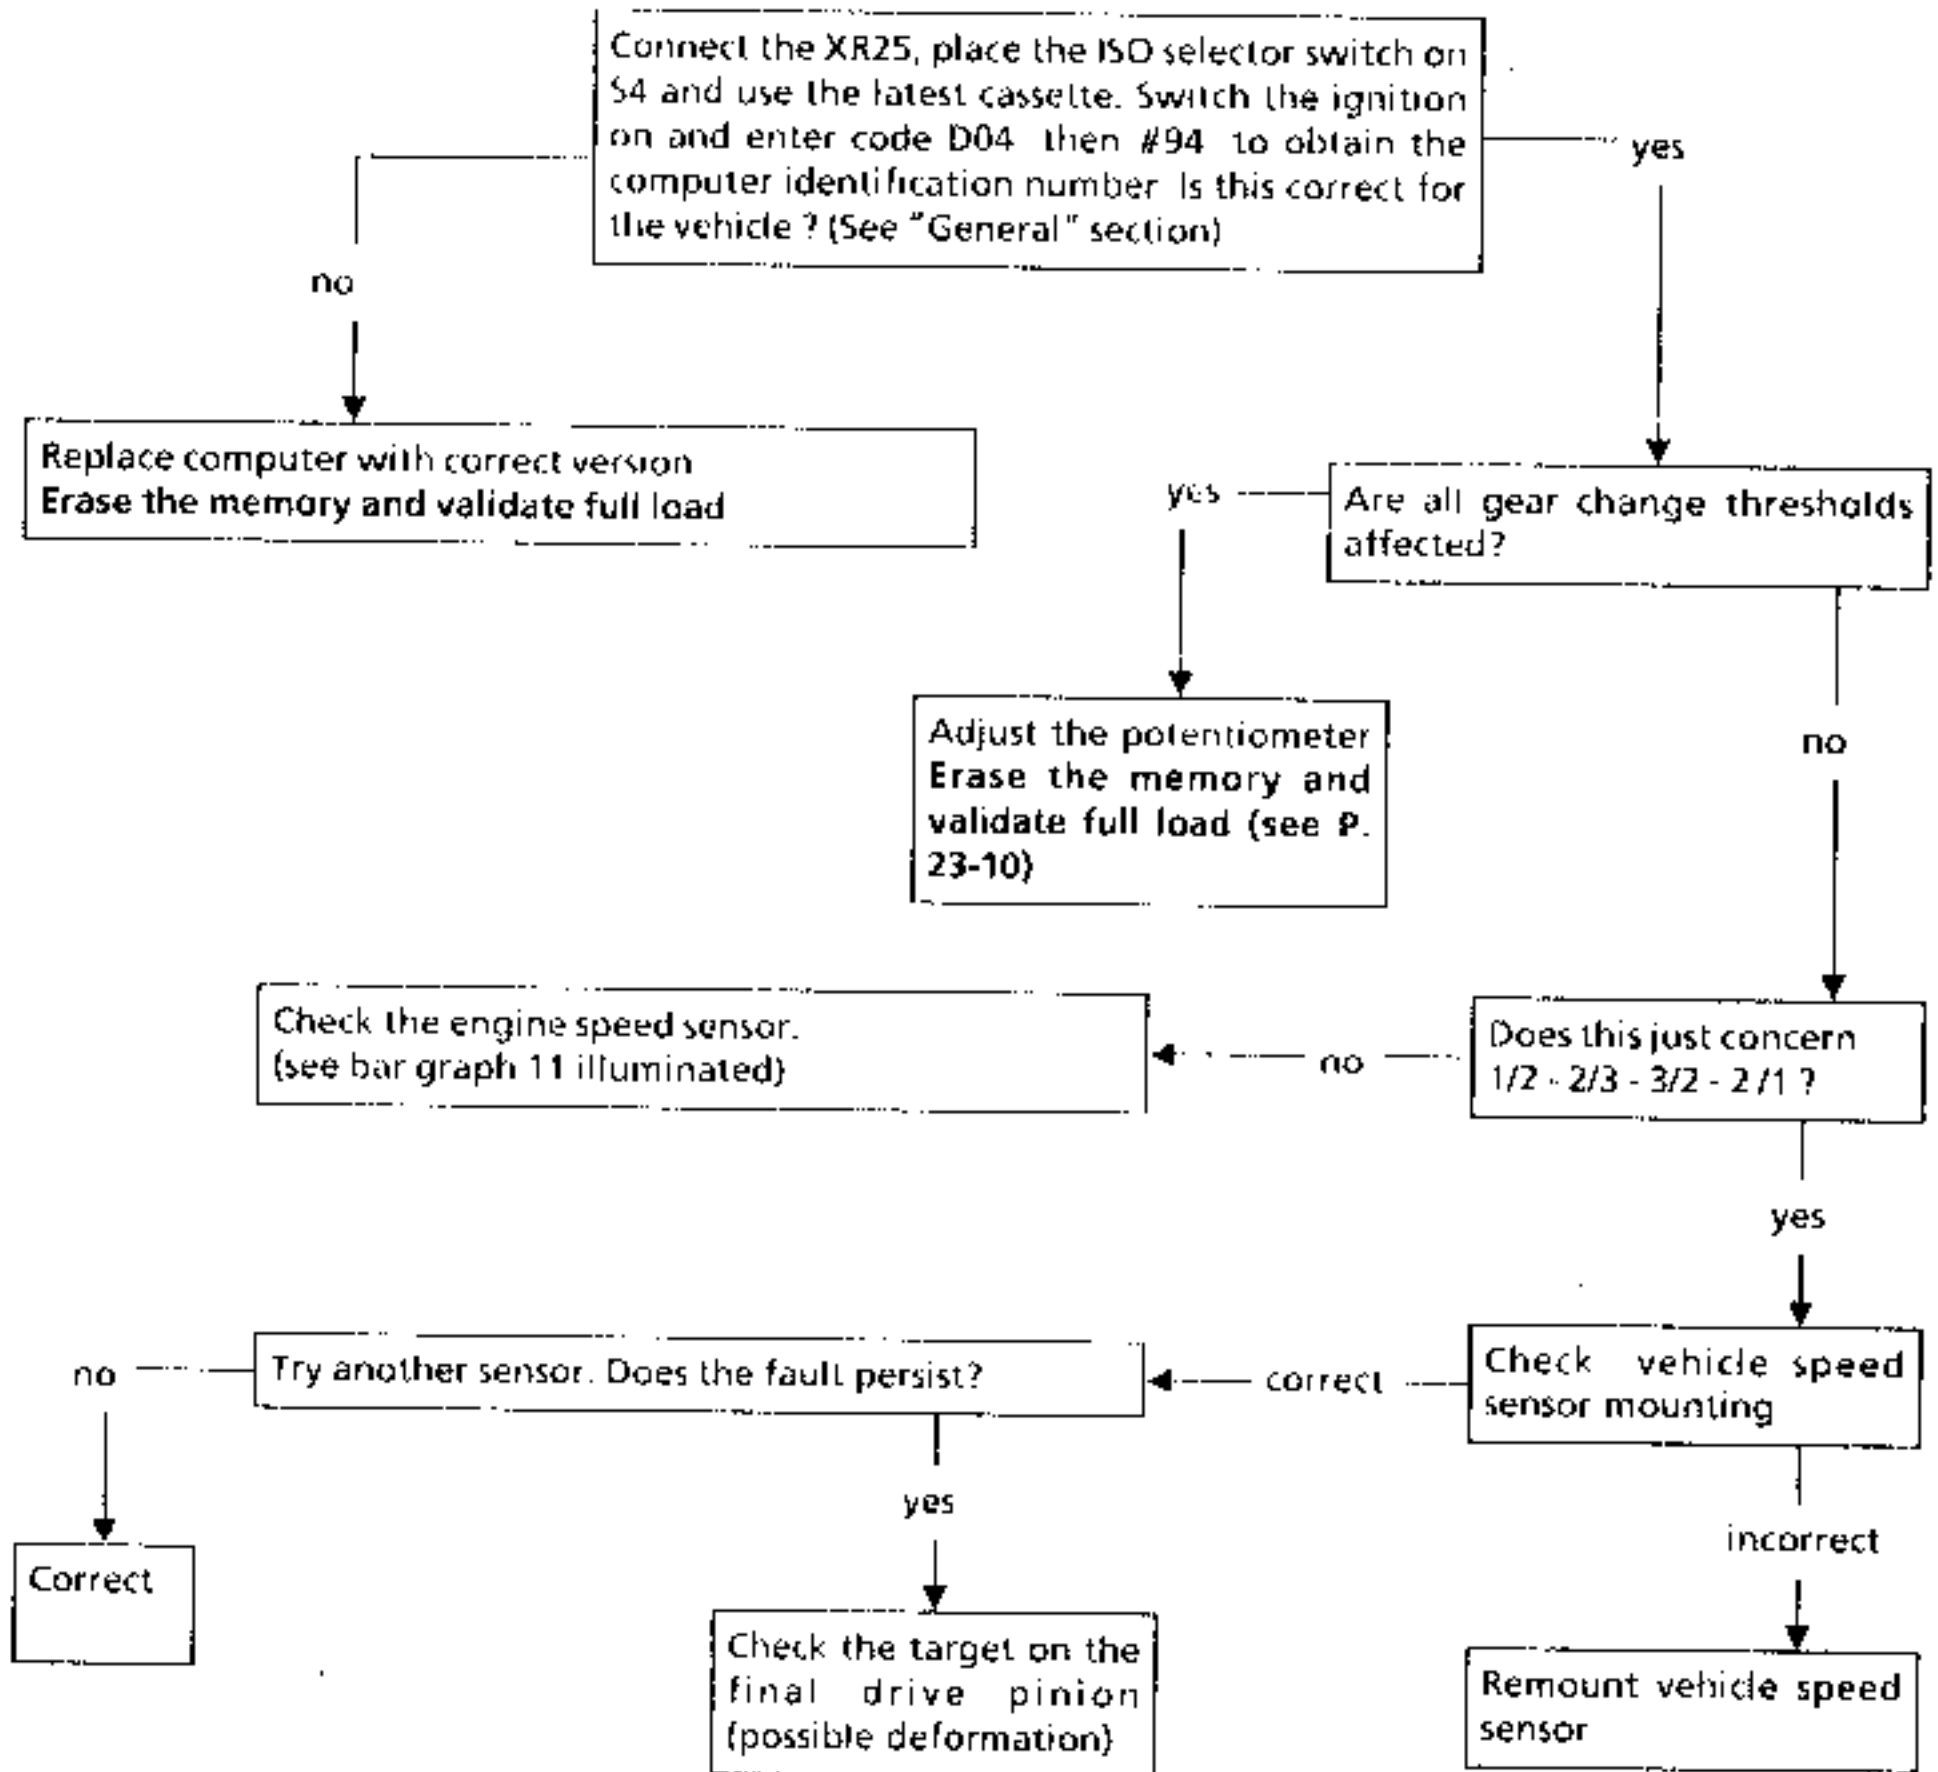 Connect the XR25, place the ISO selector switch on
S4 and use the latest cassette. Switch the ignition
on and enter code D04 then #94 to obtain the
computer identification number Is this correct for
the vehicle ? (See "General" section)
yes
no
Replace computer with correct version
Erase the memory and validate full load
yes
Are all gear change thresholds
affected?
Adjust the potentiometer
Erase the memory and
validate full load (see P.
23-10)
no
Check the engine speed sensor.
(see bar graph 11 illuminated)
no
Does this just concern
1/2 - 2/3 - 3/2 - 2/1 ?
yes
no
Try another sensor. Does the fault persist?
correct
Check vehicle speed
sensor mounting
yes
incorrect
Correct
Check the target on the
final drive pinion
(possible deformation)
Remount vehicle speed
sensor